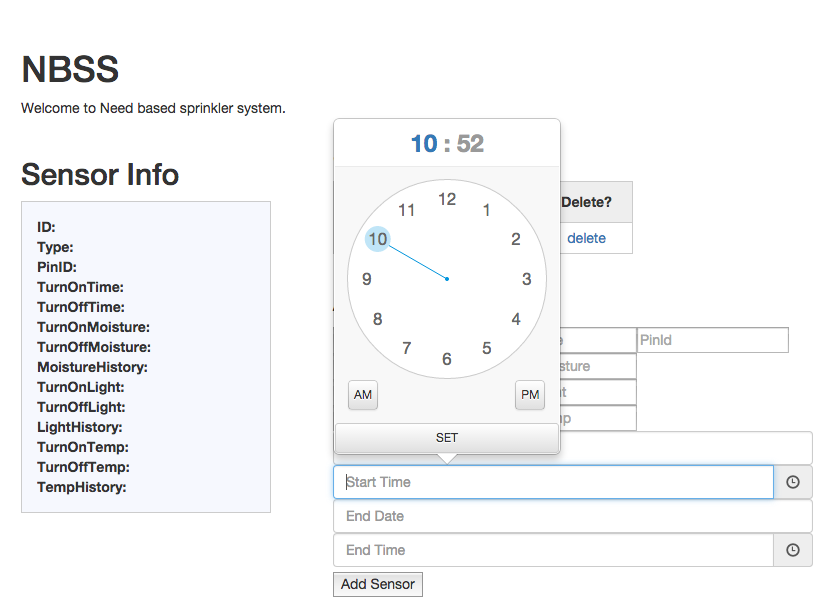 NBSS
Welcome to Need based sprinkler system.
Sensor Info
ID:
Type:
PinID:
TurnOnTime:
TurnOffTime:
TurnOnMoisture:
TurnOffMoisture:
MoistureHistory:
TurnOnLight:
TurnOffLight:
LightHistory:
TurnOnTemp:
TurnOffTemp:
TempHistory:
10 : 52
12
11
1
10
2
9
3
8
4
7
5
6
AM
PM
SET
Delete?
delete
PinId
Start Time
End Date
End Time
Add Sensor